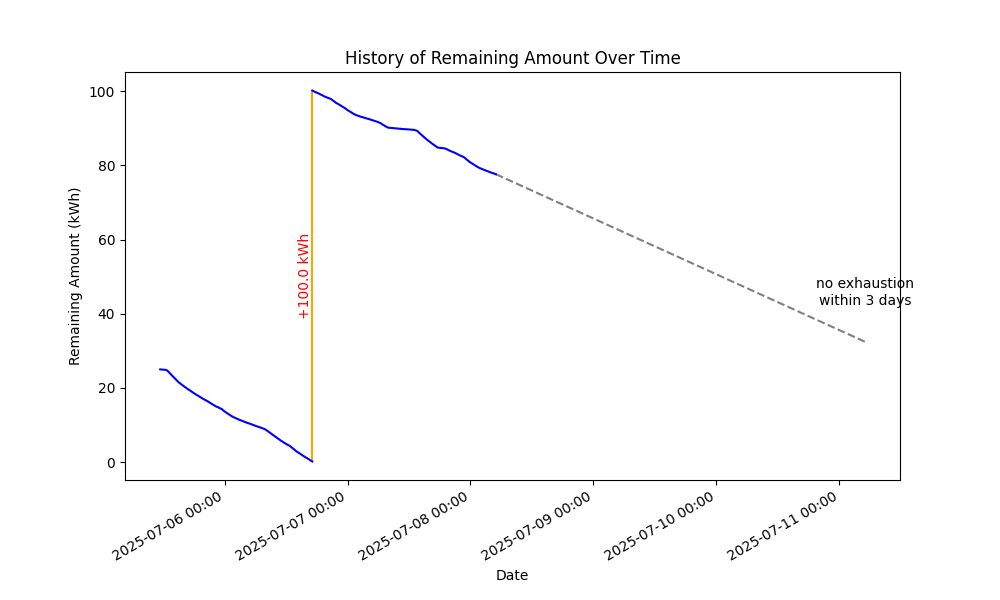 History of Remaining Amount Over Time
Remaining Amount (kWh)
100
80
60
40
20
0
+100.0 kWh
no exhaustion
within 3 days
2025-07-06 00:00
2025-07-07 00:00
2025-07-08 00:00
2025-07-09 00:00
2025-07-10 00:00
2025-07-11 00:00
Date